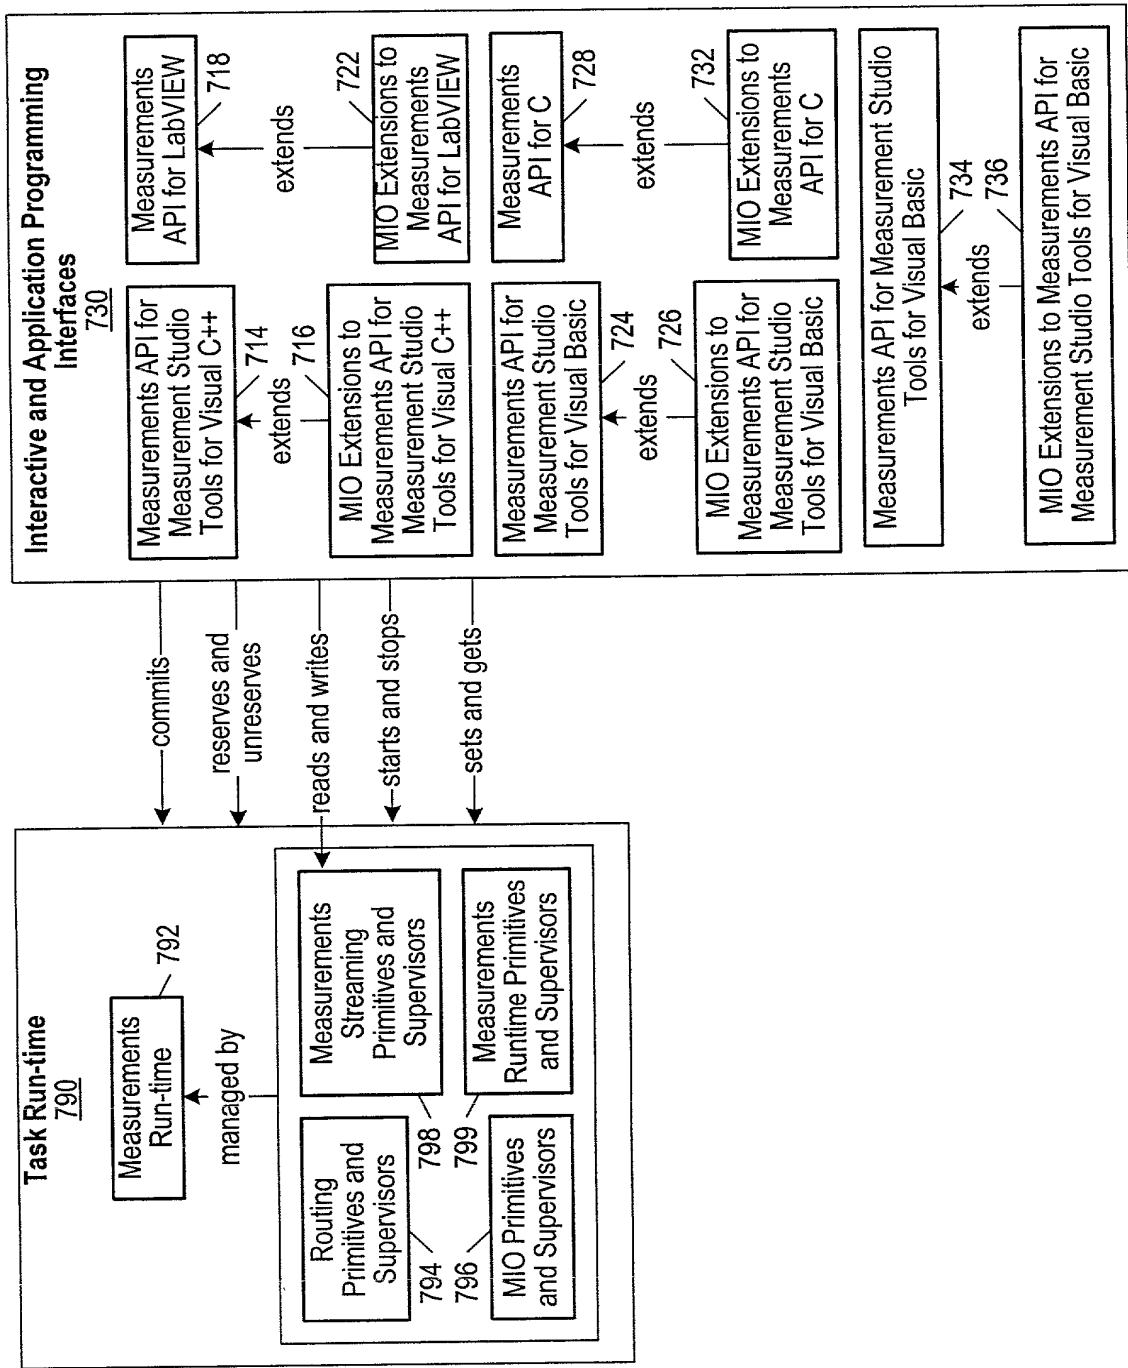 Task Run-time
790
Measurements
Run-time
792
managed by
Routing
Primitives and
Supervisors
794
Measurements
Streaming
Primitives and
Supervisors
798
796
MIO Primitives
and Supervisors
799
Measurements
Runtime Primitives
and Supervisors
commits
reserves and
unreserves
reads and writes
starts and stops
sets and gets
Interactive and Application Programming
Interfaces
730
Measurements API for
Measurement Studio
Tools for Visual C++
714
extends
716
MIO Extensions to
Measurements API for
Measurement Studio
Tools for Visual C++
Measurements
API for LabVIEW
718
extends
722
MIO Extensions to
Measurements
API for LabVIEW
Measurements API for
Measurement Studio
Tools for Visual Basic
724
extends
726
MIO Extensions to
Measurements API for
Measurement Studio
Tools for Visual Basic
Measurements
API for C
728
extends
732
MIO Extensions to
Measurements
API for C
Measurements API for Measurement Studio
Tools for Visual Basic
734
extends
736
MIO Extensions to Measurements API for
Measurement Studio Tools for Visual Basic